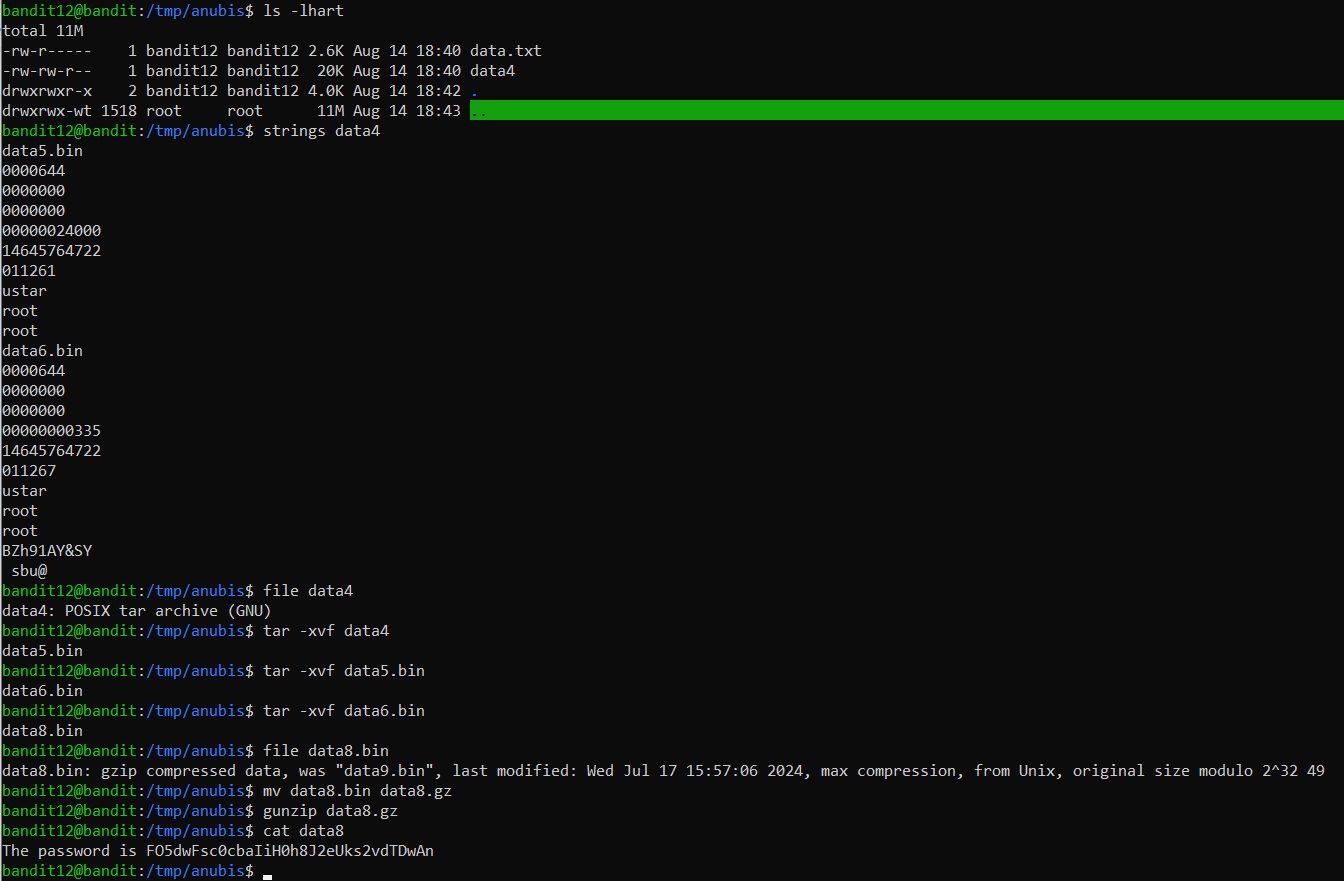 bandit12@bandit:/tmp/anubis$ ls -lhart
total 11M
-rw-r-----    1 bandit12 bandit12 2.6K Aug 14 18:40 data.txt
-rw-rw-r--    1 bandit12 bandit12  20K Aug 14 18:40 data4
drwxrwxr-x    2 bandit12 bandit12 4.0K Aug 14 18:42 .
drwxrwx-wt 1518 root     root      11M Aug 14 18:43 ..
bandit12@bandit:/tmp/anubis$ strings data4
data5.bin
0000644
0000000
0000000
00000024000
14645764722
011261
ustar
root
root
data6.bin
0000644
0000000
0000000
00000000335
14645764722
011267
ustar
root
root
BZh91AY&SY
 sbu@
bandit12@bandit:/tmp/anubis$ file data4
data4: POSIX tar archive (GNU)
bandit12@bandit:/tmp/anubis$ tar -xvf data4
data5.bin
bandit12@bandit:/tmp/anubis$ tar -xvf data5.bin
data6.bin
bandit12@bandit:/tmp/anubis$ tar -xvf data6.bin
data8.bin
bandit12@bandit:/tmp/anubis$ file data8.bin
data8.bin: gzip compressed data, was "data9.bin", last modified: Wed Jul 17 15:57:06 2024, max compression, from Unix, original size modulo 2^32 49
bandit12@bandit:/tmp/anubis$ mv data8.bin data8.gz
bandit12@bandit:/tmp/anubis$ gunzip data8.gz
bandit12@bandit:/tmp/anubis$ cat data8
The password is FO5dwFsc0cbaIiH0h8J2eUks2vdTDwAn
bandit12@bandit:/tmp/anubis$